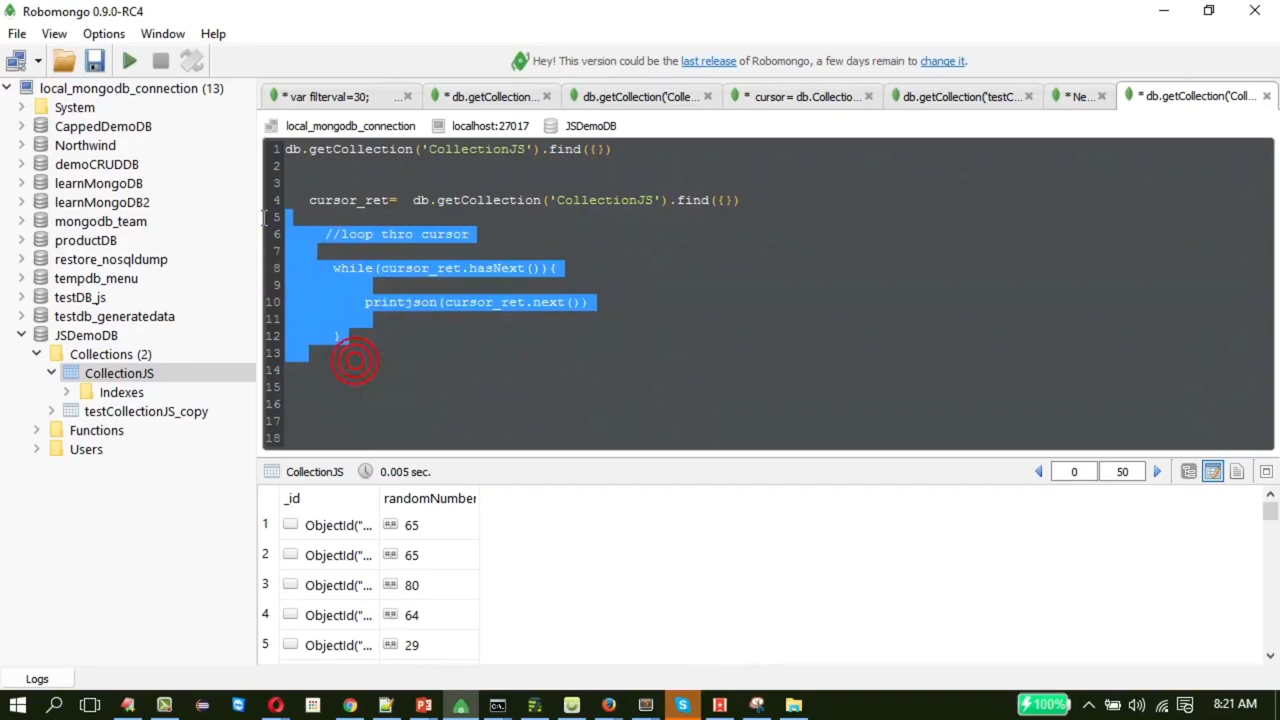 Robomongo 0.9.0-RC4
File View Options Window Help
Hey! This version could be the last release of Robomongo, a few days remain to change it.
local_mongodb_connection (13)
System
CappedDemoDB
Northwind
demoCRUDDB
learnMongoDB
learnMongoDB2
mongodb_team
productDB
restore_nosqldump
tempdb_menu
testDB_js
testdb_generatedata
JSDemoDB
Collections (2)
CollectionJS
Indexes
testCollectionJS_copy
Functions
Users
Logs
* var filterval=30; ...
* db.getCollection...
db.getCollection('Colle...
* cursor= db.Collectio...
db.getCollection('testC...
* Ne...
* db.getCollection('Coll...
local_mongodb_connection localhost:27017 JSDemoDB
1 db.getCollection('CollectionJS').find({})
2
3
4 cursor_ret= db.getCollection('CollectionJS').find({})
5
6 //loop thro cursor
7
8 while(cursor_ret.hasNext()){
9
10 printjson(cursor_ret.next())
11
12 }
13
14
15
16
17
18
CollectionJS 0.005 sec. 0 50
_id randomNumber
1 ObjectId("... 65
2 ObjectId("... 65
3 ObjectId("... 80
4 ObjectId("... 64
5 ObjectId("... 29
100% 8:21 AM